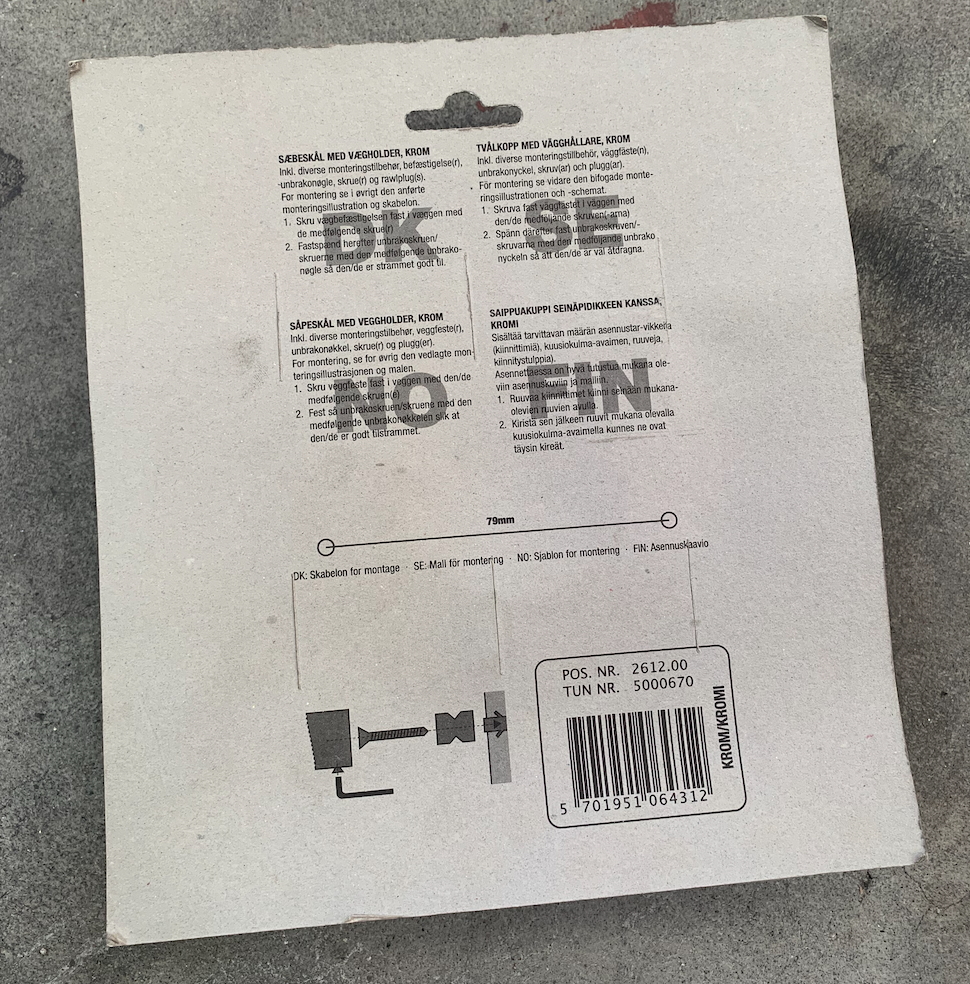 SÆBESKÅL MED VÆGHOLDER, KROM
Inkl. diverse monteringstilbehør, befæstigelse(r),
-unbrakonøgle, skrue(r) og rawlplug(s).
For montering se i øvrigt den anførte
monteringsillustration og skabelon.
1. Skru vægbefæstigelsen fast i væggen med
de medfølgende skrue(r)
2. Fastspænd herefter unbrakoskruen/
skruerne med den medfølgende unbrako-
nøgle så den/de er strammet godt til.
DK
TVÅLKOPP MED VÄGGHÅLLARE, KROM
Inkl. diverse monteringstillbehör, väggfäste(n),
unbrakonyckel, skruv(ar) och plugg(ar).
För montering se vidare den bifogade monte-
ringsillustrationen och -schemat.
1. Skruva fast väggfästet i väggen med
den/de medföljande skruven(-arna)
2. Spänn därefter fast unbrakoskruven/-
skruvarna med den medföljande unbrako
nyckeln så att den/de är väl åtdragna.
SE
SÅPESKÅL MED VEGGHOLDER, KROM
Inkl. diverse monteringstilbehør, veggfeste(r),
unbrakonøkkel, skrue(r) og plugg(er).
For montering, se for øvrig den vedlagte mon-
teringsillustrasjonen og malen.
1. Skru veggfeste fast i veggen med den/de
medfølgende skruen(e)
2. Fest så unbrakoskruen/skruene med den
medfølgende unbrakonøkkelen slik at
den/de er godt tilstrammet.
NO
SAIPPUAKUPPI SEINÄPIDIKKEEN KANSSA,
KROMI
Sisältää tarvittavan määrän asennustar-vikkeita
(kiinnittimiä), kuusiokulma-avaimen, ruuveja,
kiinnitystulppia).
Asennettaessa on hyvä tutustua mukana ole-
viin asennuskuviin ja malliin.
1. Ruuvaa kiinnittimet kiinni seinään mukana-
olevien ruuvien avulla.
2. Kiristä sen jälkeen ruuvit mukana olevalla
kuusiokulma-avaimella kunnes ne ovat
täysin kireät.
FIN
79mm
DK: Skabelon for montage · SE: Mall för montering · NO: Sjablon for montering · FIN: Asennuskaavio
POS. NR. 2612.00
TUN NR. 5000670
KROM/KROMI
5 701951 064312